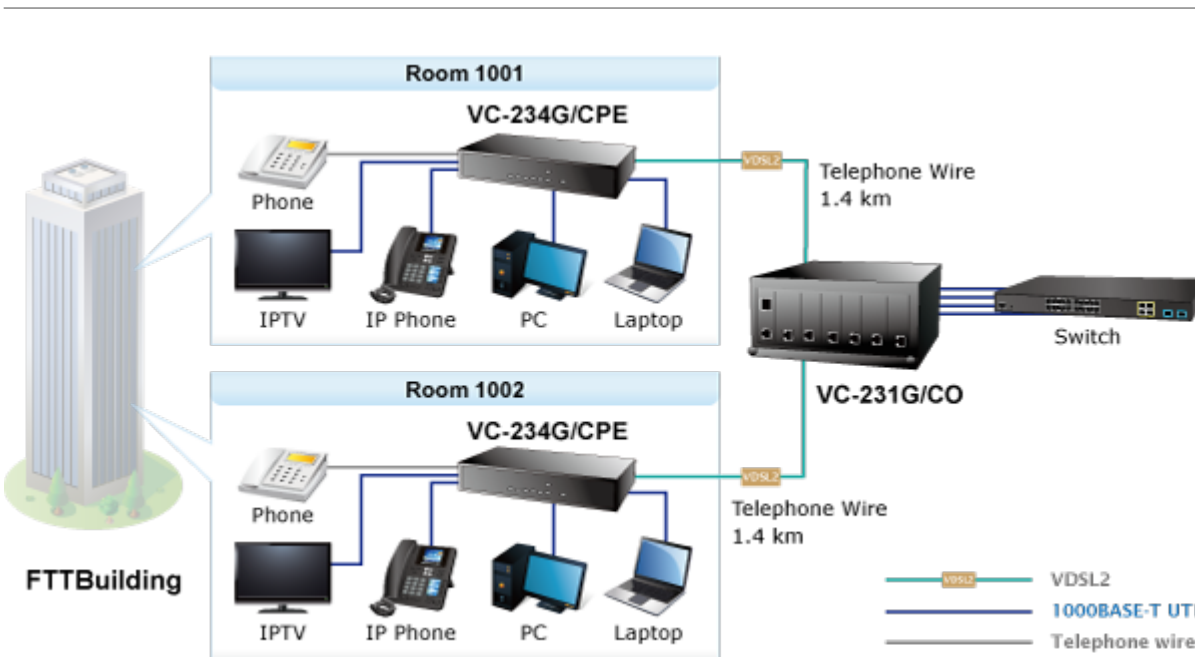 Room 1001
VC-234G/CPE
VDSL2
Telephone Wire
1.4 km
Phone
IPTV
IP Phone
PC
Laptop
Switch
VC-231G/CO
Room 1002
VC-234G/CPE
VDSL2
Telephone Wire
1.4 km
Phone
IPTV
IP Phone
PC
Laptop
FTTBuilding
VDSL2 VDSL2
1000BASE-T UT
Telephone wire